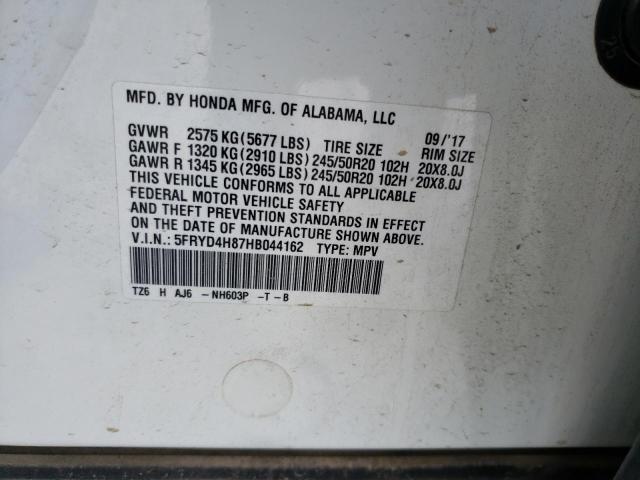 MFD. BY HONDA MFG. OF ALABAMA, LLC
09/'17
GVWR 2575 KG(5677 LBS) TIRE SIZE RIM SIZE
GAWR F 1320 KG(2910 LBS) 245/50R20 102H 20X8.0J
GAWR R 1345 KG(2965 LBS) 245/50R20 102H 20X8.0J
THIS VEHICLE CONFORMS TO ALL APPLICABLE
FEDERAL MOTOR VEHICLE SAFETY
AND THEFT PREVENTION STANDARDS IN EFFECT
ON THE DATE OF MANUFACTURE SHOWN ABOVE.
V.I.N.: 5FRYD4H87HB044162 TYPE: MPV
TZ6 H AJ6 -NH603P -T -B